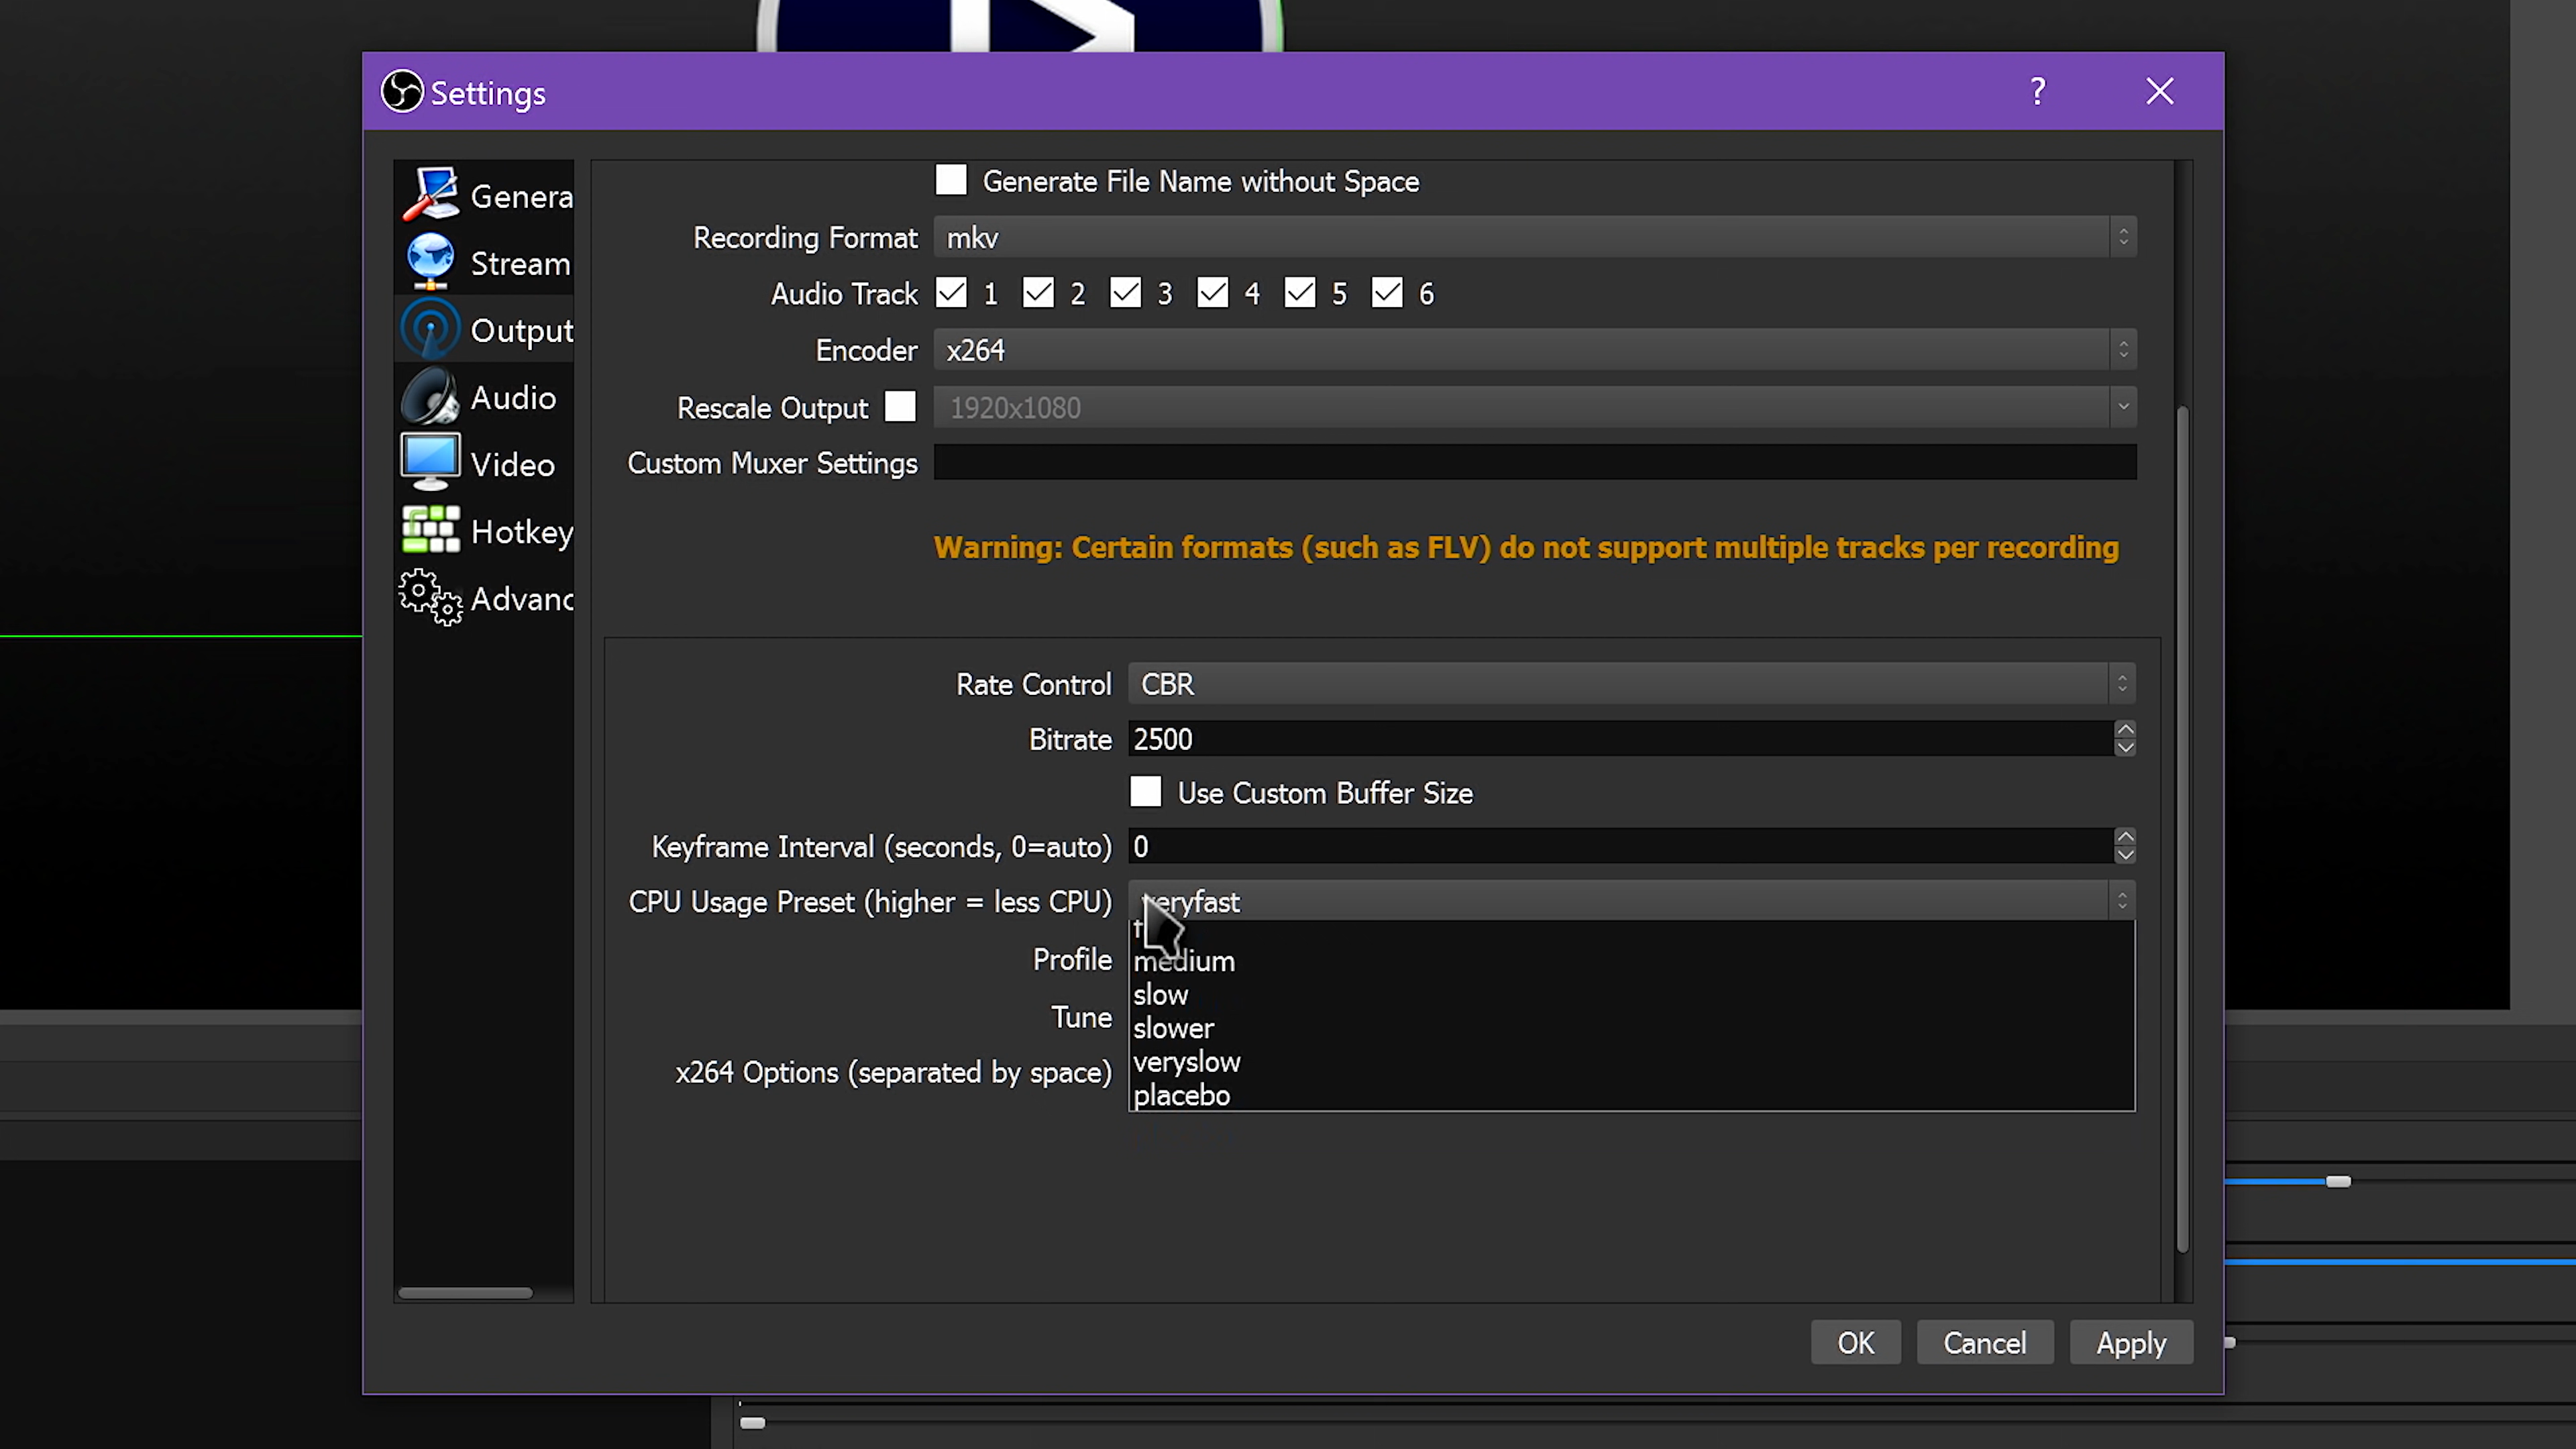 Settings
?
Genera
Stream
Output
Audio
Video
Hotkey
Advanc
Generate File Name without Space
Recording Format mkv
Audio Track 1 2 3 4 5 6
Encoder x264
Rescale Output 1920x1080
Custom Muxer Settings
Warning: Certain formats (such as FLV) do not support multiple tracks per recording
Rate Control CBR
Bitrate 2500
Use Custom Buffer Size
Keyframe Interval (seconds, 0=auto) 0
CPU Usage Preset (higher = less CPU) veryfast
medium
Profile
slow
Tune
slower
veryslow
x264 Options (separated by space)
placebo
OK Cancel Apply